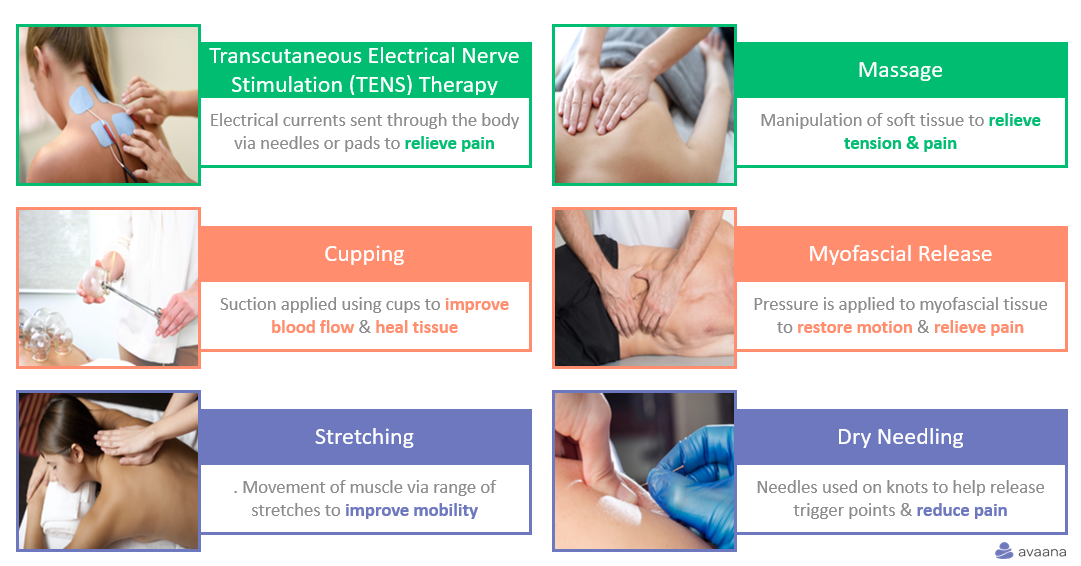 Transcutaneous Electrical Nerve
Stimulation (TENS) Therapy
Electrical currents sent through the body
via needles or pads to relieve pain
Massage
Manipulation of soft tissue to relieve
tension & pain
Cupping
Suction applied using cups to improve
blood flow & heal tissue
Myofascial Release
Pressure is applied to myofascial tissue
to restore motion & relieve pain
Stretching
. Movement of muscle via range of
stretches to improve mobility
Dry Needling
Needles used on knots to help release
trigger points & reduce pain
avaana